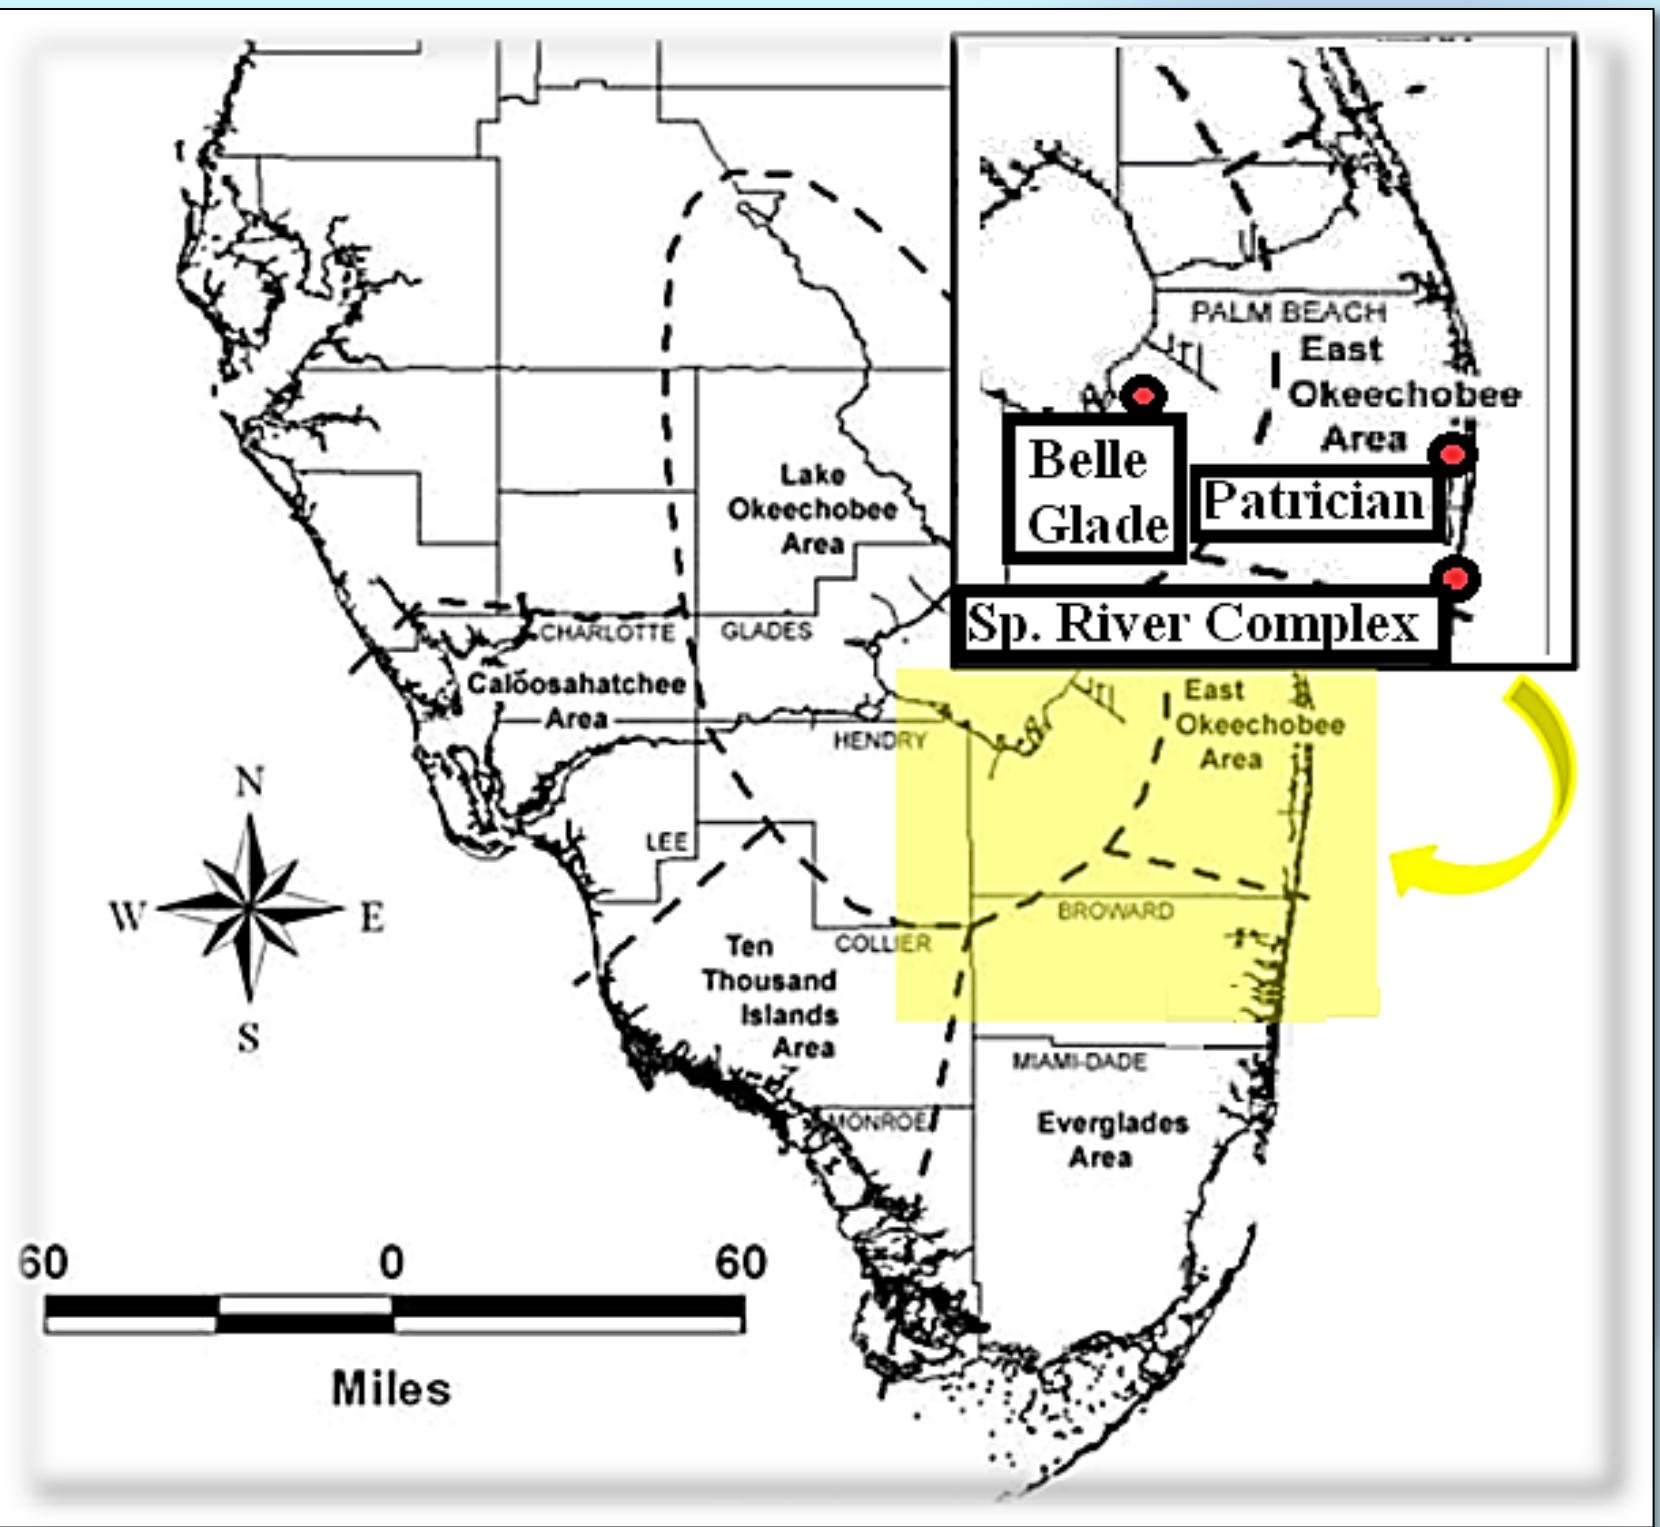 PALM BEACH
East
Okeechobee
Area
Belle
Glade
Patrician
Sp. River Complex
Lake
Okeechobee
Area
CHARLOTTE
GLADES
Caloosahatchee
Area
HENDRY
East
Okeechobee
Area
LEE
BROWARD
COLLIER
Ten
Thousand
Islands
Area
MIAMI-DADE
MONROE
Everglades
Area
N
W
E
S
60 0 60
Miles